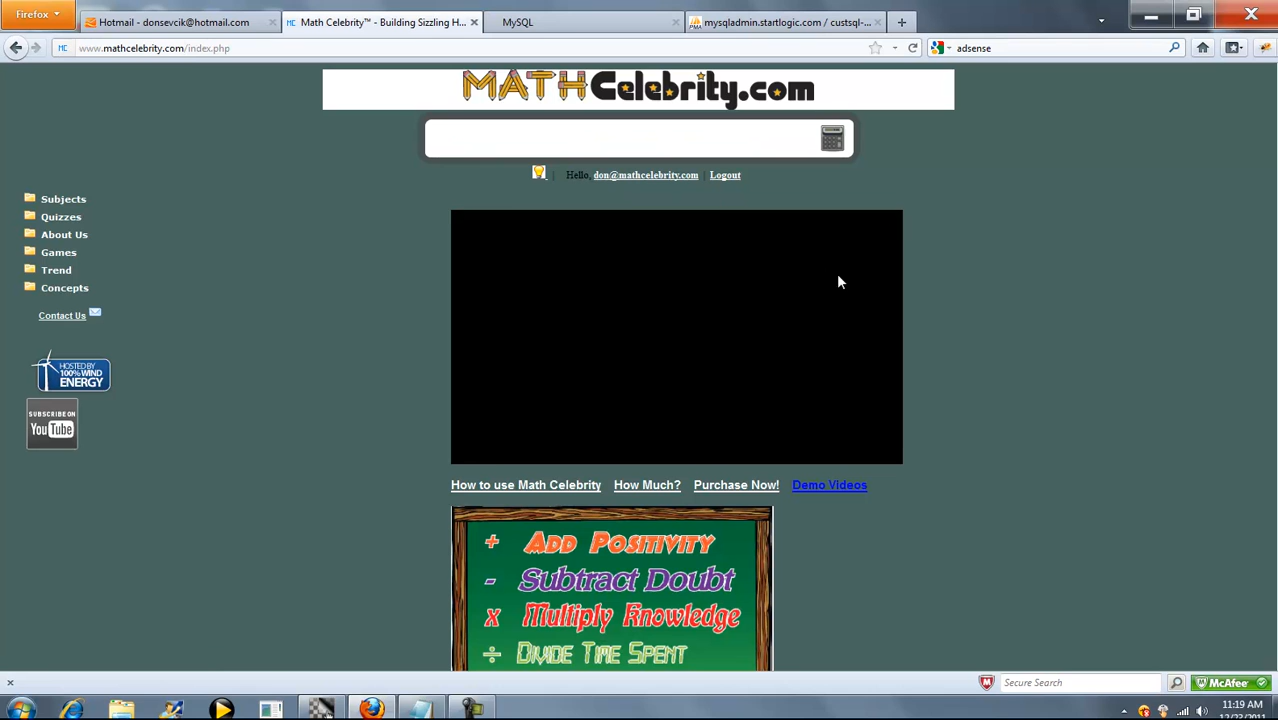 Firefox
Hotmail - donsevcik@hotmail.com
Math Celebrity™ - Building Sizzling H...
MySQL
mysqladmin.startlogic.com / custsql-...
www.mathcelebrity.com/index.php
adsense
MATHCelebrity.com
Hello, don@mathcelebrity.com | Logout
Subjects
Quizzes
About Us
Games
Trend
Concepts
Contact Us
HOSTED BY
100% WIND
ENERGY
SUBSCRIBE ON
YouTube
How to use Math Celebrity
How Much?
Purchase Now!
Demo Videos
+ Add Positivity
- Subtract Doubt
x Multiply Knowledge
÷ Divide Time Spent
Secure Search
McAfee
11:19 AM
12/23/2011